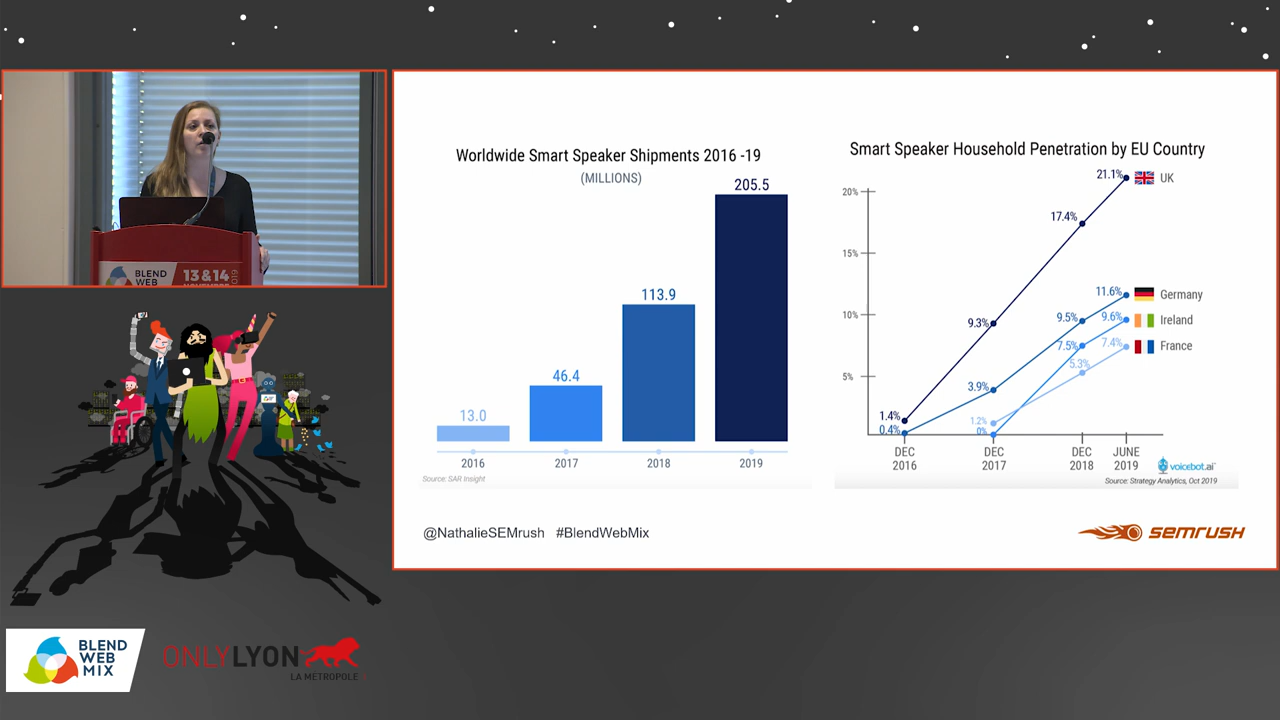 BLEND
WEB
13 & 14
NOVEMBRE
2019
Worldwide Smart Speaker Shipments 2016 -19
(MILLIONS)
13.0
46.4
113.9
205.5
2016
2017
2018
2019
Source: SAR Insight
Smart Speaker Household Penetration by EU Country
20%
15%
10%
5%
1.4%
0.4%
9.3%
3.9%
1.2%
0%
17.4%
9.5%
7.5%
5.3%
21.1%
11.6%
9.6%
7.4%
UK
Germany
Ireland
France
DEC
2016
DEC
2017
DEC
2018
JUNE
2019
voicebot.ai
Source: Strategy Analytics, Oct 2019
@NathalieSEMrush #BlendWebMix
SEMRUSH
BLEND
WEB
MIX
ONLYLYON
LA MÉTROPOLE